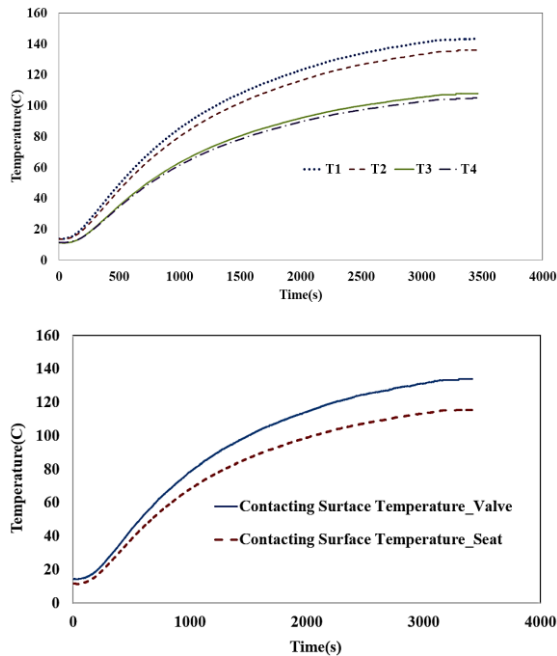 160
140
120
100
80
60
40
20
0
Temperature(C)
T1 T2 T3 T4
0 500 1000 1500 2000 2500 3000 3500 4000
Time(s)
160
140
120
100
80
60
40
20
0
Temperature(C)
Contacting Surtace Temperature_Valve
Contacting Surface Temperature_Seat
0 1000 2000 3000 4000
Time(s)